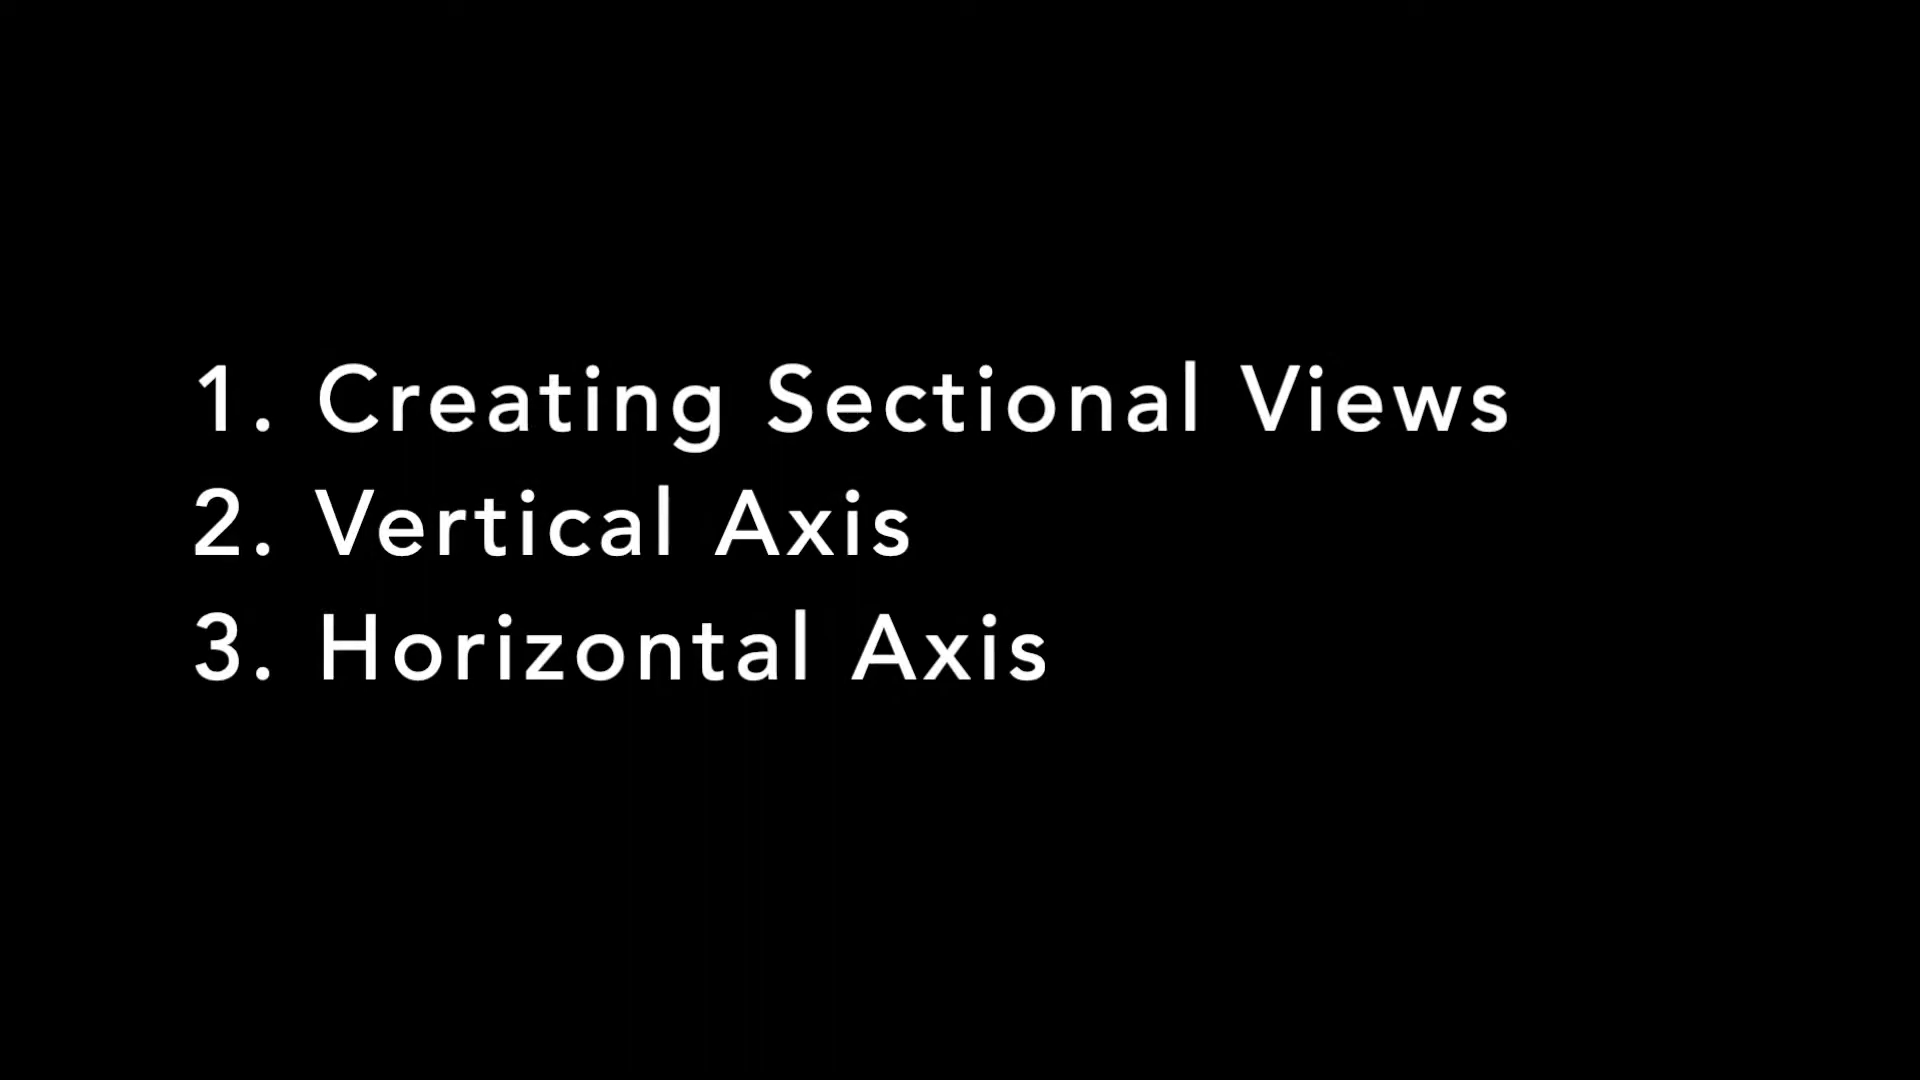 1. Creating Sectional Views
2. Vertical Axis
3. Horizontal Axis